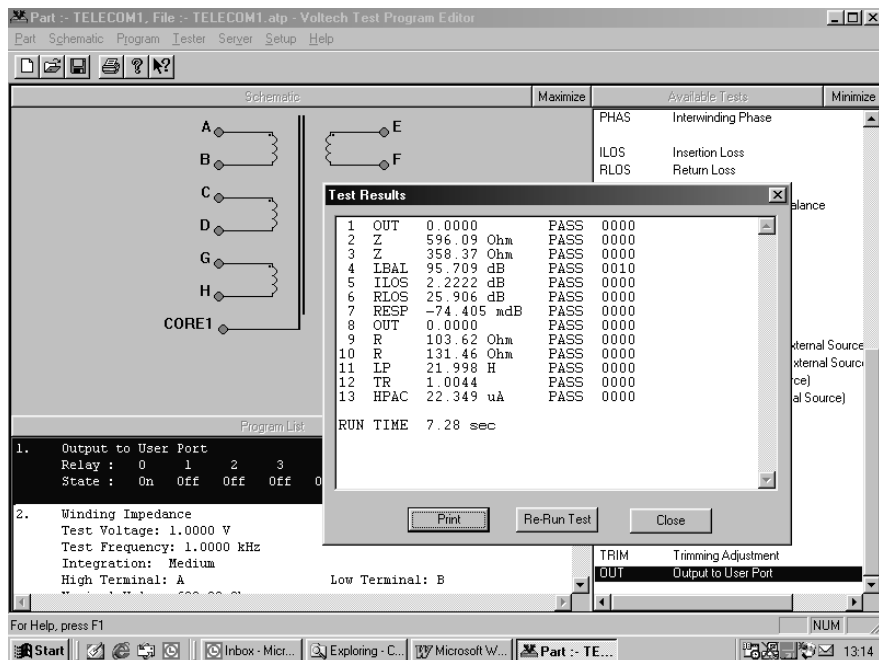 Part :- TELECOM1, File :- TELECOM1.atp - Voltech Test Program Editor
Part Schematic Program Tester Server Setup Help
Schematic Maximize Available Tests Minimize
A
B
C
D
G
H
CORE1
E
F
PHAS Interwinding Phase
ILOS Insertion Loss
RLOS Return Loss
alance
xternal Source
xternal Sourc
rce)
al Source)
Test Results
1 OUT 0.0000 PASS 0000
2 Z 596.09 Ohm PASS 0000
3 Z 358.37 Ohm PASS 0000
4 LBAL 95.709 dB PASS 0010
5 ILOS 2.2222 dB PASS 0000
6 RLOS 25.906 dB PASS 0000
7 RESP -74.405 mdB PASS 0000
8 OUT 0.0000 PASS 0000
9 R 103.62 Ohm PASS 0000
10 R 131.46 Ohm PASS 0000
11 LP 21.998 H PASS 0000
12 TR 1.0044 PASS 0000
13 HPAC 22.349 uA PASS 0000
RUN TIME 7.28 sec
Print Re-Run Test Close
Program List
1. Output to User Port
Relay : 0 1 2 3
State : On Off Off Off
2. Winding Impedance
Test Voltage: 1.0000 V
Test Frequency: 1.0000 kHz
Integration: Medium
High Terminal: A Low Terminal: B
TRIM Trimming Adjustment
OUT Output to User Port
For Help, press F1 NUM
Start Inbox - Micr... Exploring - C... Microsoft W... Part :- TE... 13:14